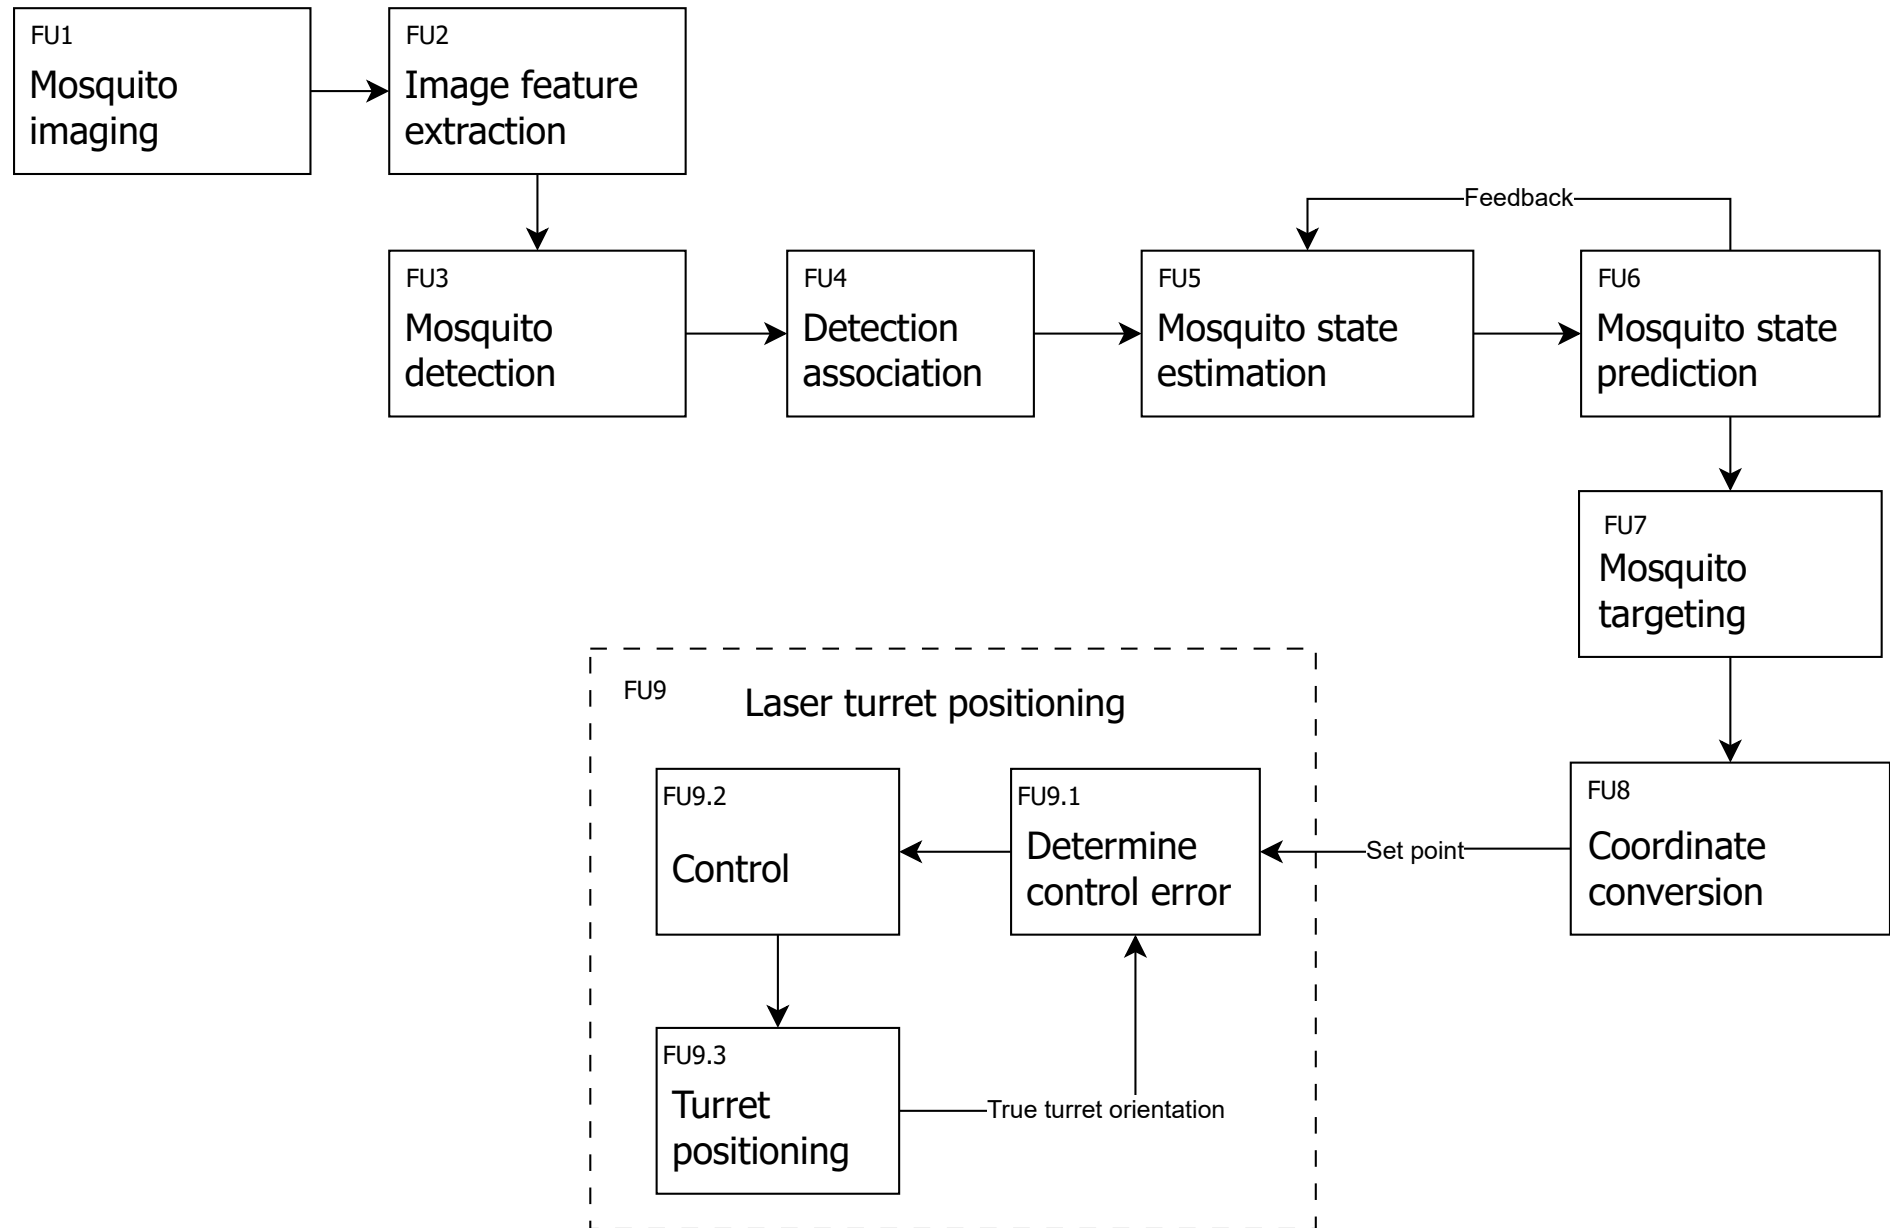 FU1
Mosquito
imaging
FU2
Image feature
extraction
Feedback
FU3
Mosquito
detection
FU4
Detection
association
FU5
Mosquito state
estimation
FU6
Mosquito state
prediction
FU7
Mosquito
targeting
FU8
Coordinate
conversion
Set point
FU9
Laser turret positioning
FU9.1
Determine
control error
FU9.2
Control
FU9.3
Turret
positioning
True turret orientation